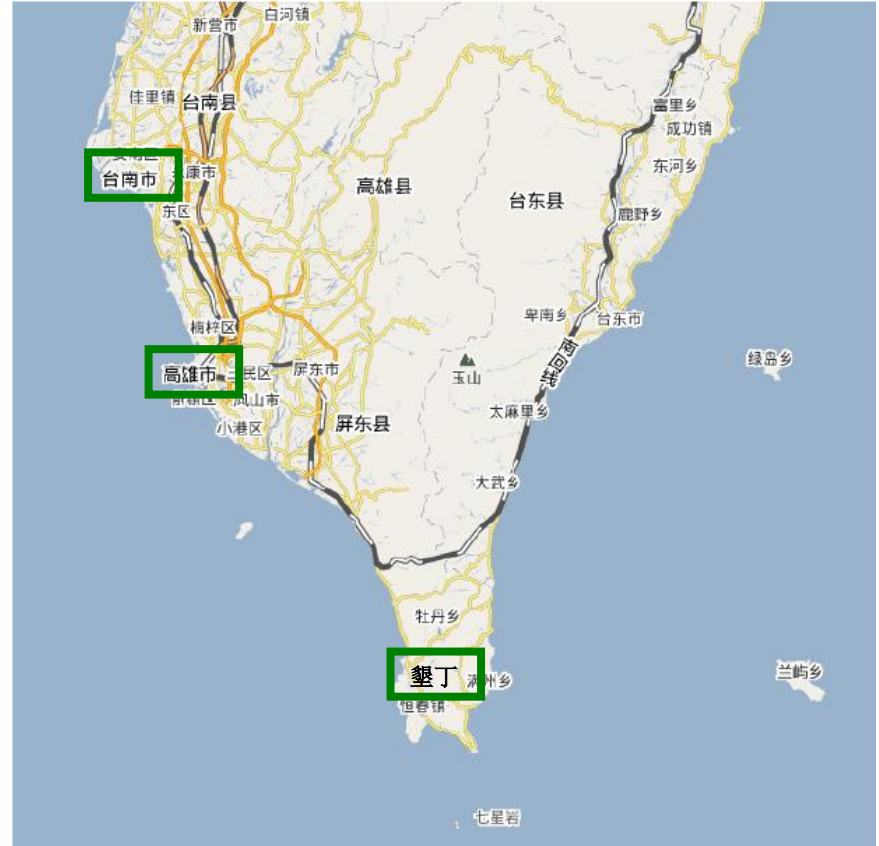 白河镇
新营市
佳里镇
台南县
富里乡
成功镇
台南市
康市
东河乡
高雄县
台东县
东区
鹿野乡
卑南乡
台东市
楠梓区
南回线
绿岛乡
高雄市
三民区
屏东市
玉山
凤山市
太麻里乡
小港区
屏东县
大武乡
牡丹乡
墾丁
满州乡
兰屿乡
恒春镇
七星岩